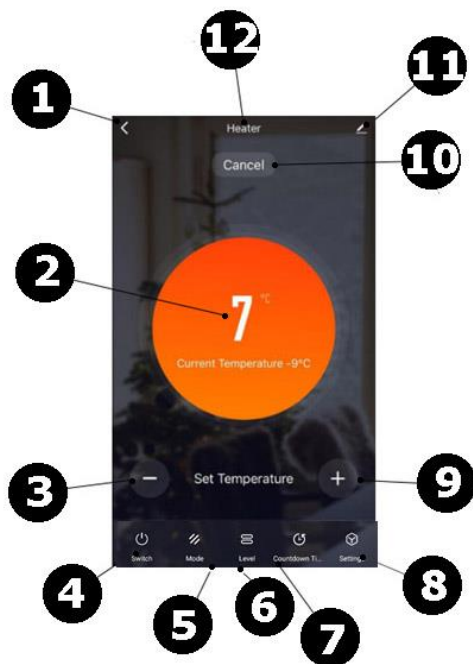 12
11
1
Heater
10
Cancel
2
7 °C
Current Temperature -9°C
3
Set Temperature
9
Switch Mode Level Countdown Ti... Setting
4
5
6
7
8